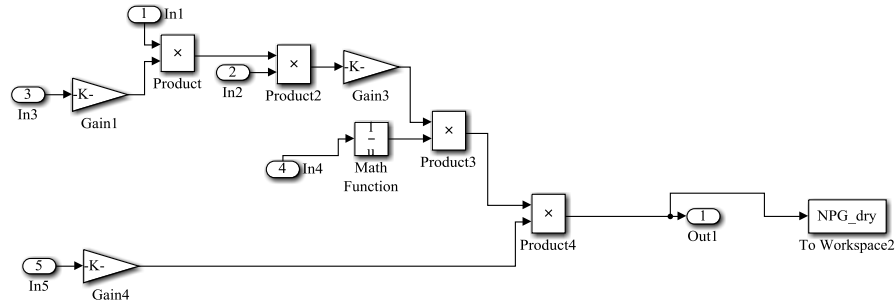 1 In1
×
Product
2
In2
×
Product2
-K-
Gain3
3
In3
-K-
Gain1
×
Product3
1
u
Math
Function
4 In4
×
Product4
1
Out1
NPG_dry
To Workspace2
5
In5
-K-
Gain4